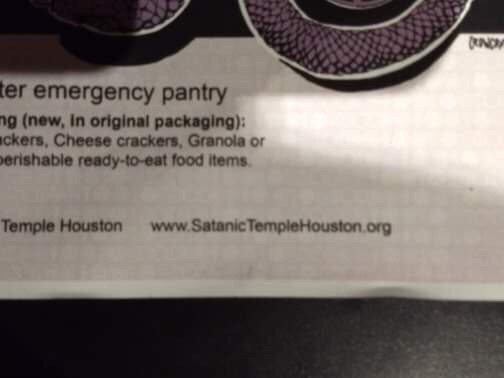 ter emergency pantry
ng (new, in original packaging):
ackers, Cheese crackers, Granola or
perishable ready-to-eat food items.
Temple Houston www.SatanicTempleHouston.org